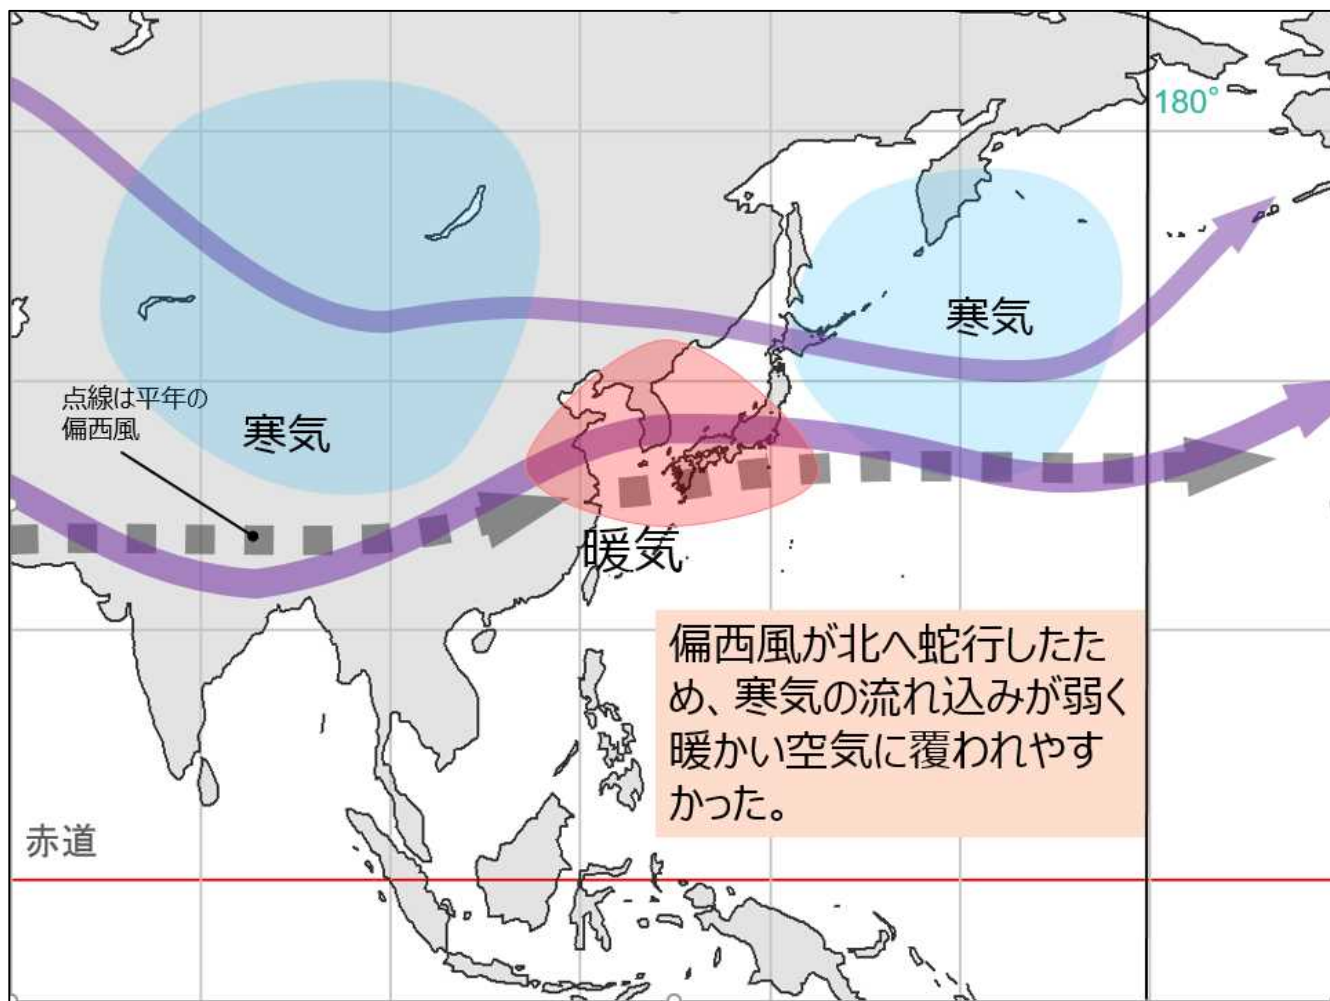 180°
寒気
点線は平年の
偏西風
寒気
暖気
偏西風が北へ蛇行したた
め、寒気の流れ込みが弱く
暖かい空気に覆われやす
かった。
赤道